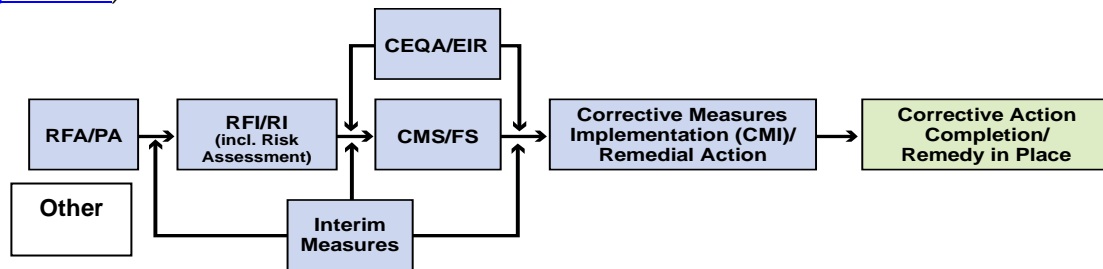 CEQA/EIR
RFA/PA
RFI/RI
(incl. Risk
Assessment)
CMS/FS
Corrective Measures
Implementation (CMI)/
Remedial Action
Corrective Action
Completion/
Remedy in Place
Other
Interim
Measures